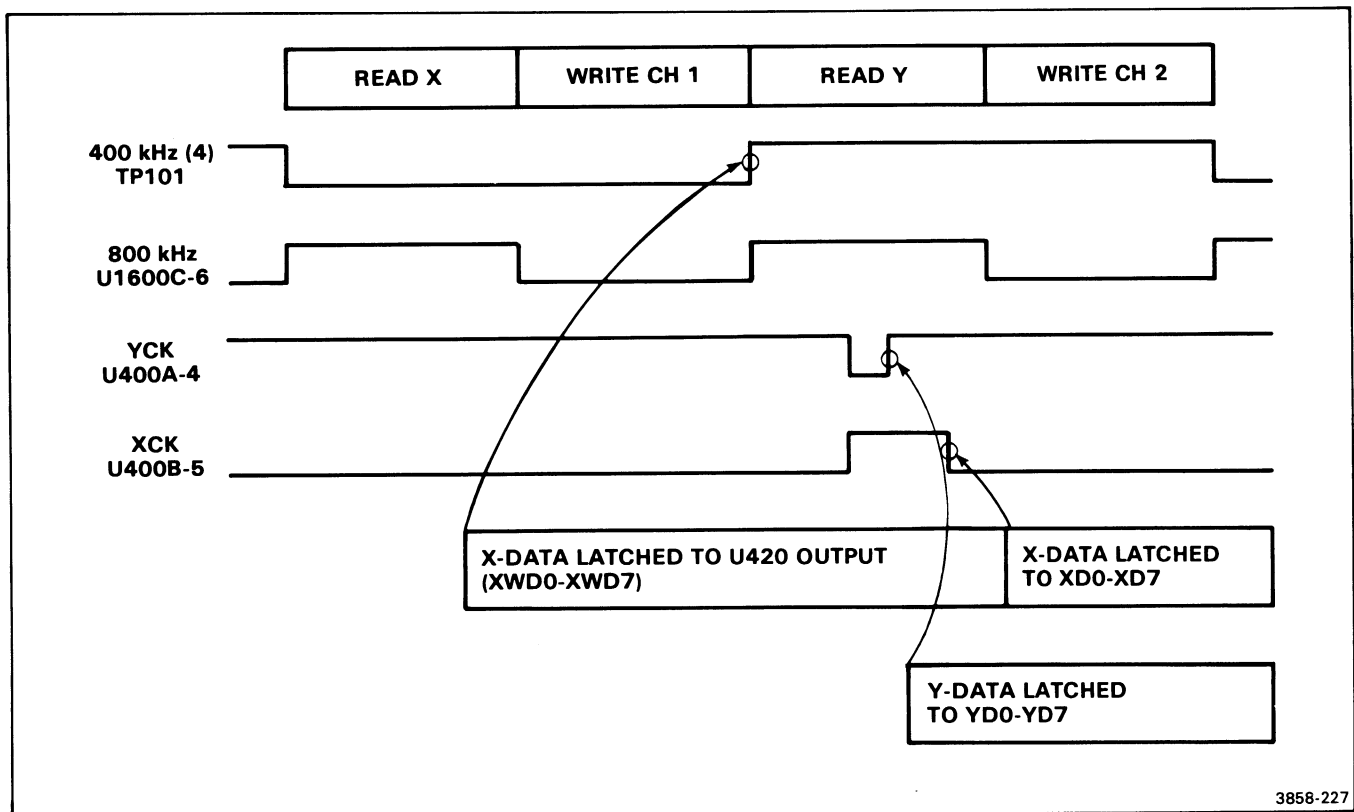 READ X
WRITE CH 1
READ Y
WRITE CH 2
400 kHz (4)
TP101
800 kHz
U1600C-6
YCK
U400A-4
XCK
U400B-5
X-DATA LATCHED TO U420 OUTPUT
(XWD0-XWD7)
X-DATA LATCHED
TO XD0-XD7
Y-DATA LATCHED
TO YD0-YD7
3858-227